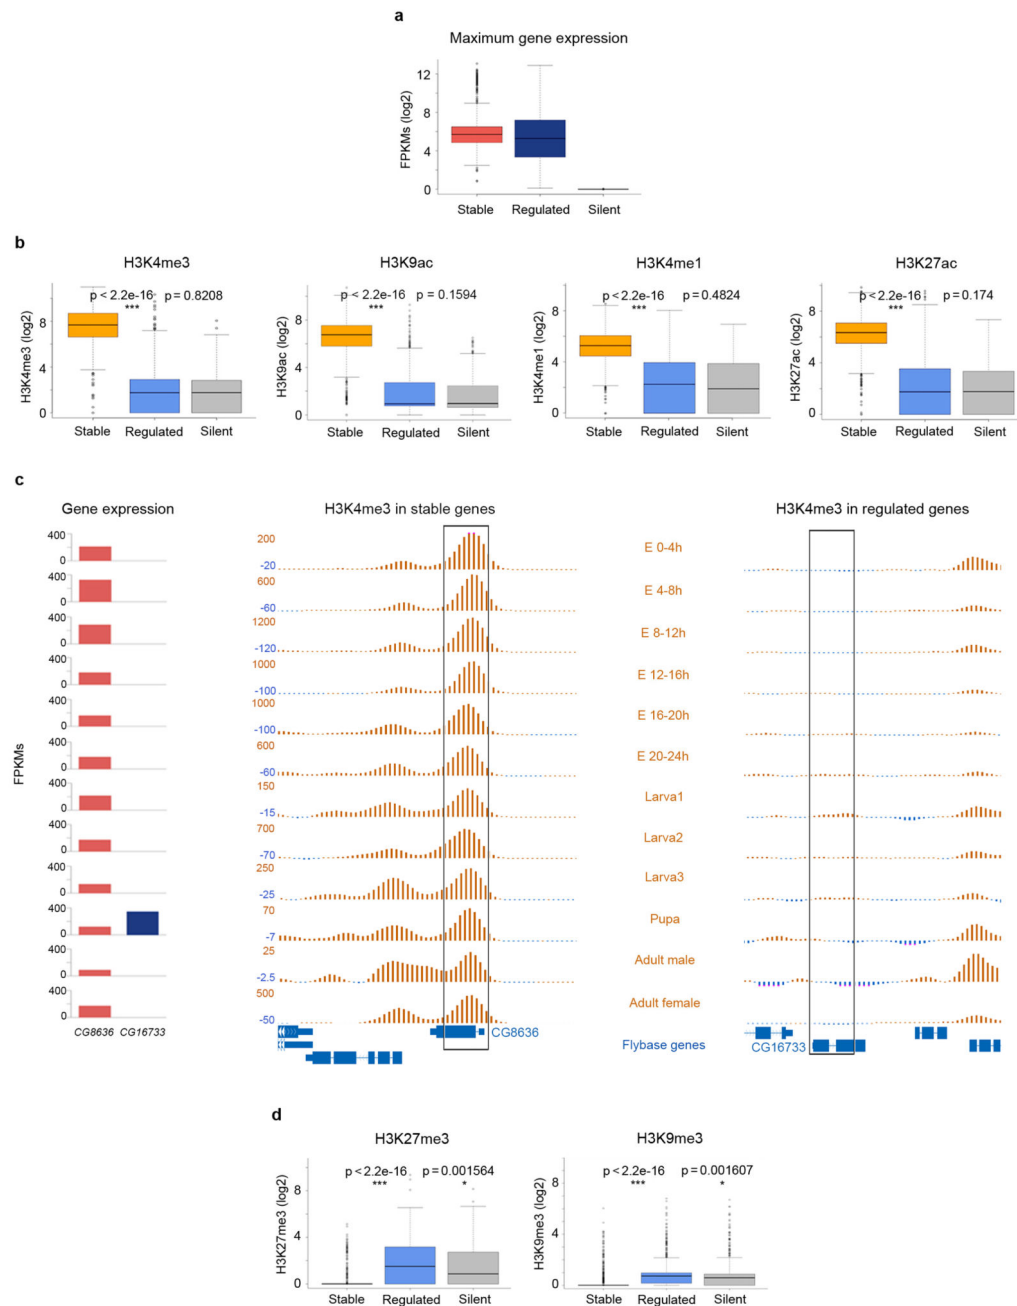 a
Maximum gene expression
FPKMs (log2)
12
8
4
0
Stable Regulated Silent
b
H3K4me3
p < 2.2e-16 p = 0.8208
***
H3K4me3 (log2)
8
4
0
Stable Regulated Silent
H3K9ac
p < 2.2e-16 p = 0.1594
***
H3K9ac (log2)
8
4
0
Stable Regulated Silent
H3K4me1
p < 2.2e-16 p = 0.4824
***
H3K4me1 (log2)
8
4
0
Stable Regulated Silent
H3K27ac
p < 2.2e-16 p = 0.174
***
H3K27ac (log2)
8
4
0
Stable Regulated Silent
c
Gene expression H3K4me3 in stable genes H3K4me3 in regulated genes
FPKMs
400 200 E 0-4h
0 -20
400 600 E 4-8h
0 -60
400 1200 E 8-12h
0 -120
400 1000 E 12-16h
0 -100
400 1000 E 16-20h
0 -100
400 600 E 20-24h
0 -60
400 150 Larva1
0 -15
400 700 Larva2
0 -70
400 250 Larva3
0 -25
400 70 Pupa
0 -7
400 25 Adult male
0 -2.5
400 500 Adult female
0 -50
CG8636 CG16733 CG8636 Flybase genes CG16733
d
H3K27me3
p < 2.2e-16 p = 0.001564
*** *
H3K27me3 (log2)
8
4
0
Stable Regulated Silent
H3K9me3
p < 2.2e-16 p = 0.001607
*** *
H3K9me3 (log2)
8
4
0
Stable Regulated Silent